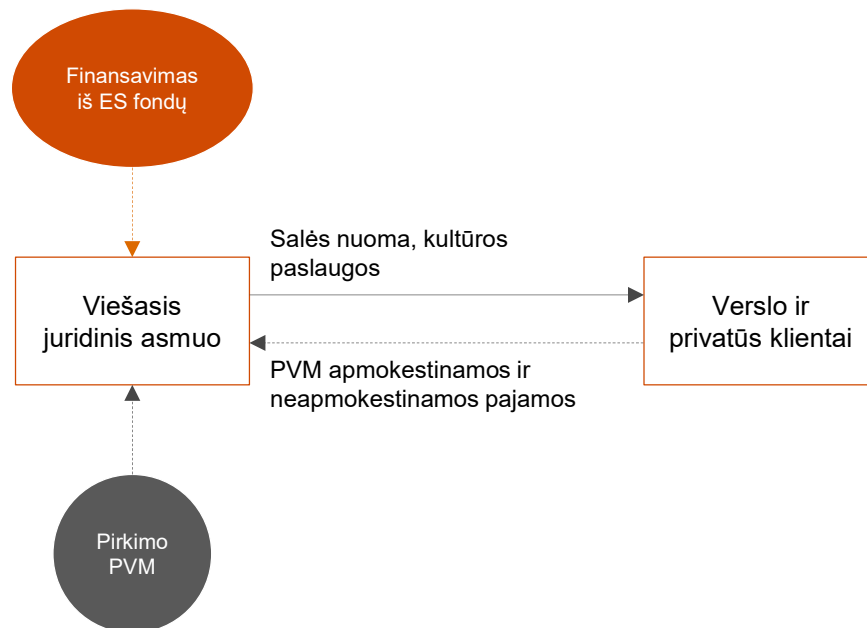 Finansavimas
iš ES fondų
Salės nuoma, kultūros
paslaugos
Viešasis
juridinis asmuo
Verslo ir
privatūs klientai
PVM apmokestinamos ir
neapmokestinamos pajamos
Pirkimo
PVM